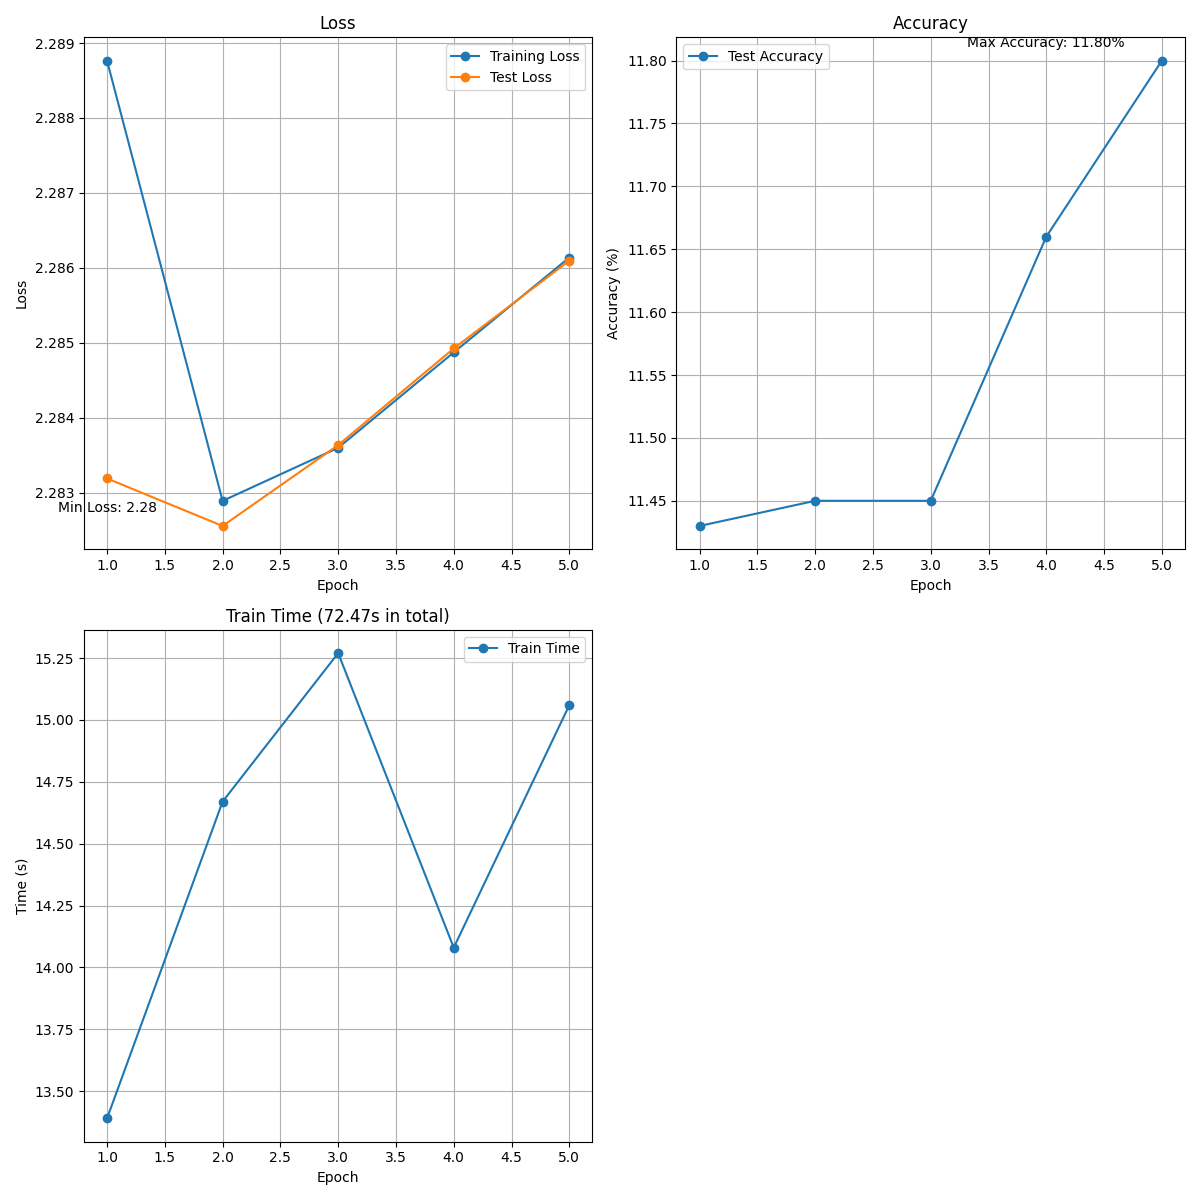 Loss
2.289
2.288
2.287
2.286
2.285
2.284
2.283
Loss
Training Loss
Test Loss
Min Loss: 2.28
1.0 1.5 2.0 2.5 3.0 3.5 4.0 4.5 5.0
Epoch
Accuracy
Max Accuracy: 11.80%
Test Accuracy
11.80
11.75
11.70
11.65
11.60
11.55
11.50
11.45
Accuracy (%)
1.0 1.5 2.0 2.5 3.0 3.5 4.0 4.5 5.0
Epoch
Train Time (72.47s in total)
Train Time
15.25
15.00
14.75
14.50
14.25
14.00
13.75
13.50
Time (s)
1.0 1.5 2.0 2.5 3.0 3.5 4.0 4.5 5.0
Epoch